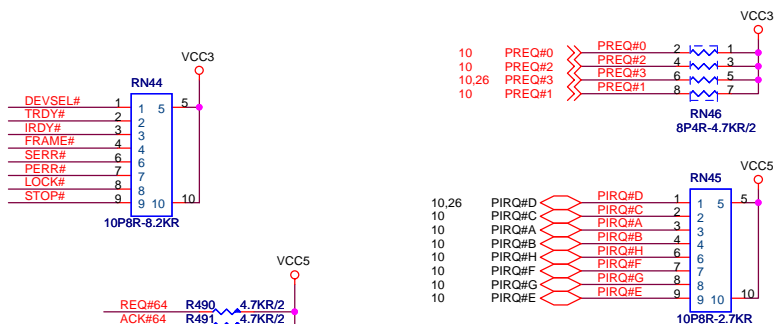 VCC3
RN44
DEVSEL# 1 1 5 5
TRDY# 2 2
IRDY# 3 3
FRAME# 4 4
SERR# 6 6
PERR# 7 7
LOCK# 8 8
STOP# 9 9 10 10
10P8R-8.2KR
VCC5
REQ#64 R490 4.7KR/2
ACK#64 R491 4.7KR/2
VCC3
10 PREQ#0 PREQ#0 2 1
10 PREQ#2 PREQ#2 4 3
10,26 PREQ#3 PREQ#3 6 5
10 PREQ#1 PREQ#1 8 7
RN46
8P4R-4.7KR/2
VCC5
RN45
10,26 PIRQ#D PIRQ#D 1 1 5 5
10 PIRQ#C PIRQ#C 2 2
10 PIRQ#A PIRQ#A 3 3
10 PIRQ#B PIRQ#B 4 4
10 PIRQ#H PIRQ#H 6 6
10 PIRQ#F PIRQ#F 7 7
10 PIRQ#G PIRQ#G 8 8
10 PIRQ#E PIRQ#E 9 9 10 10
10P8R-2.7KR